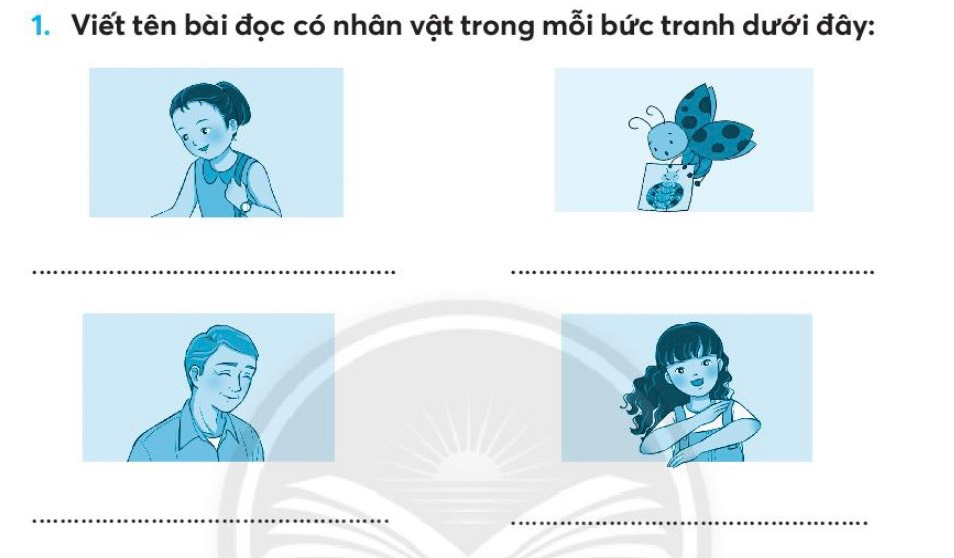 1. Viết tên bài đọc có nhân vật trong mỗi bức tranh dưới đây: